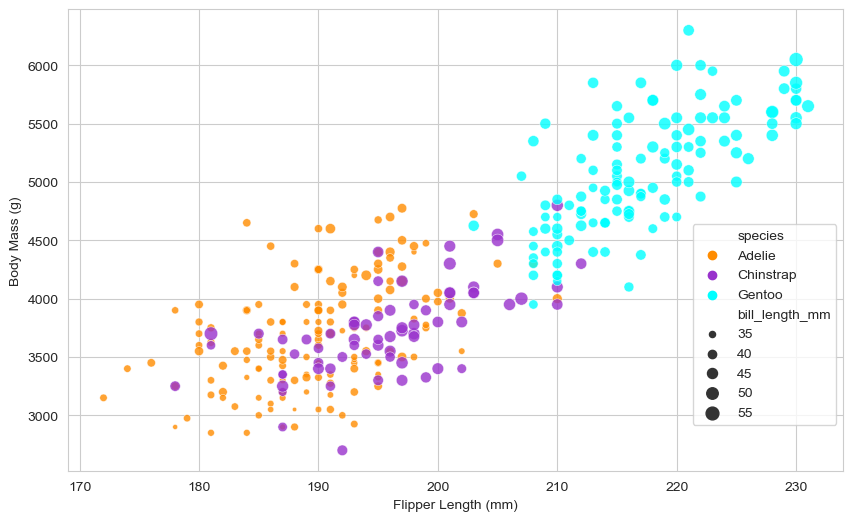 6000
5500
5000
4500
4000
3500
3000
Body Mass (g)
species
Adelie
Chinstrap
Gentoo
bill_length_mm
35
40
45
50
55
170
180
190
200
210
220
230
Flipper Length (mm)